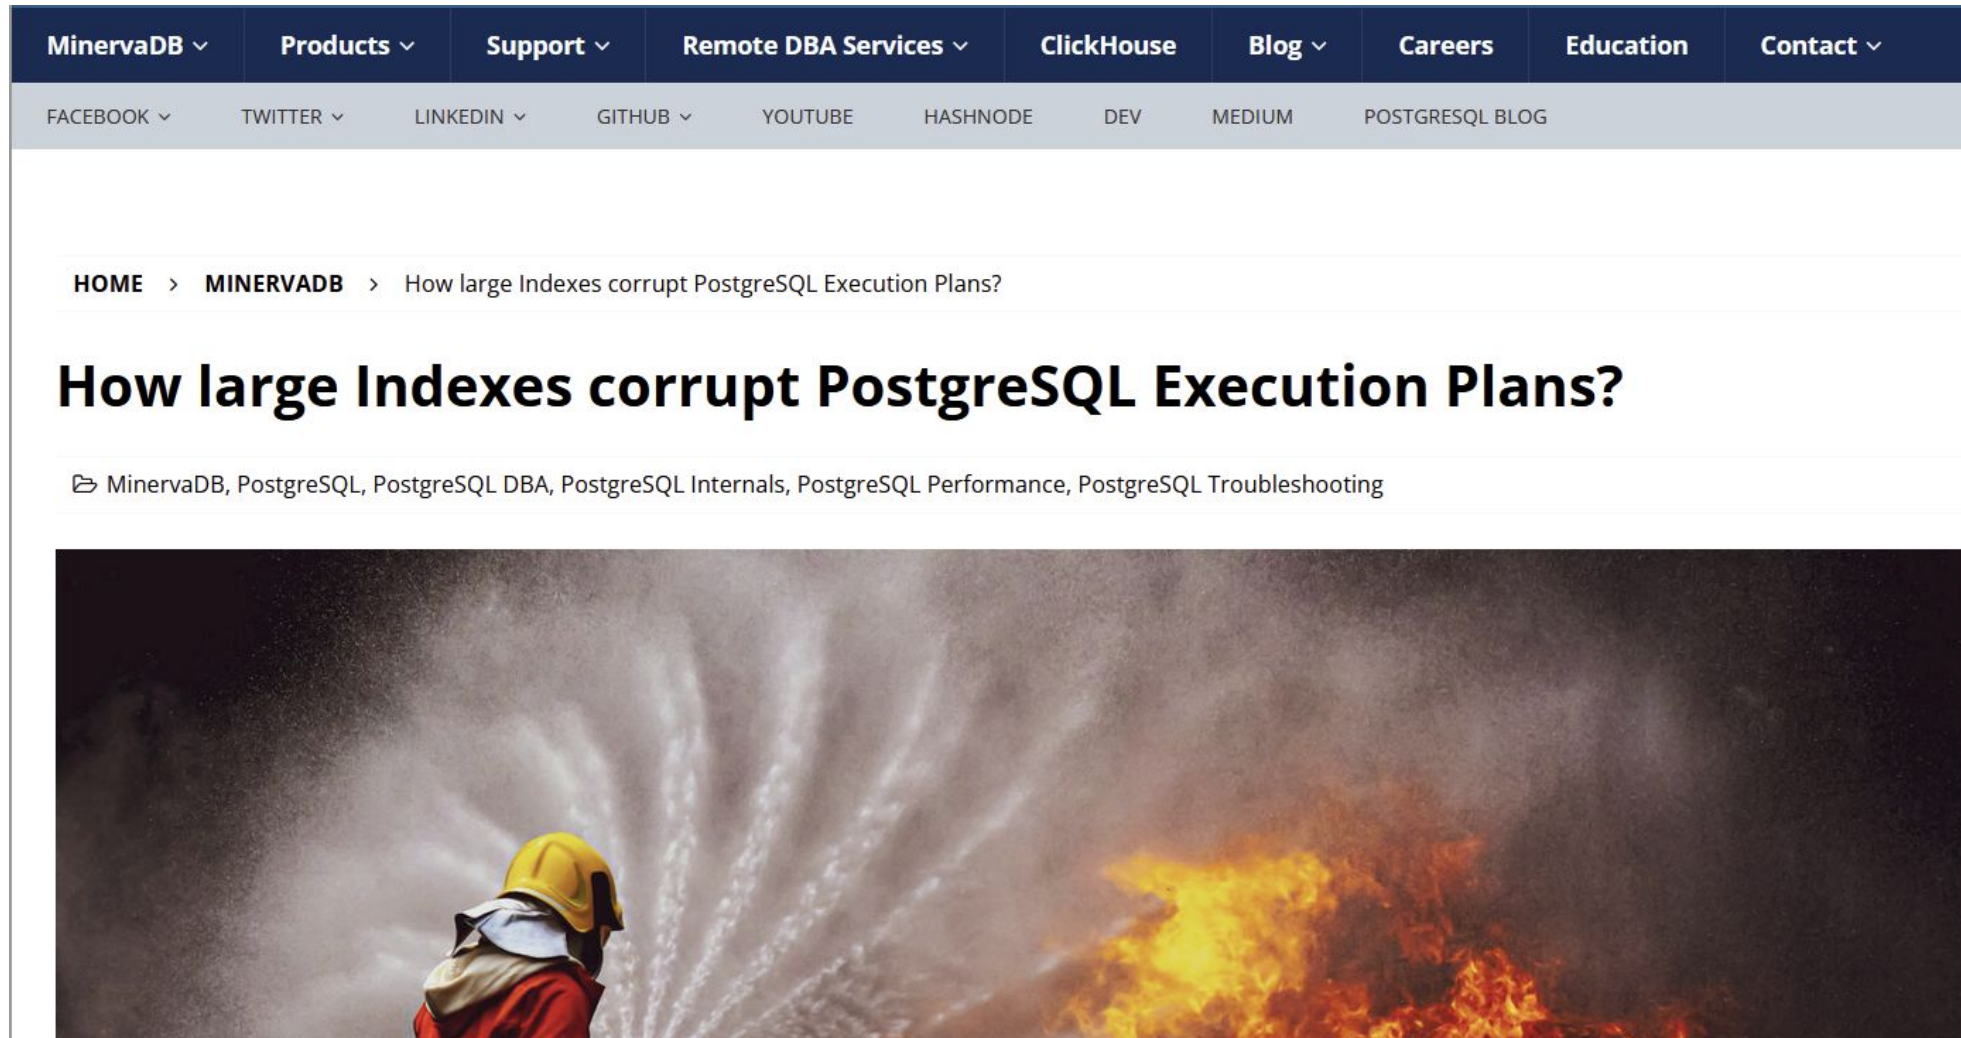 MinervaDB Products Support Remote DBA Services ClickHouse Blog Careers Education Contact
FACEBOOK TWITTER LINKEDIN GITHUB YOUTUBE HASHNODE DEV MEDIUM POSTGRESQL BLOG
HOME > MINERVADB > How large Indexes corrupt PostgreSQL Execution Plans?
How large Indexes corrupt PostgreSQL Execution Plans?
MinervaDB, PostgreSQL, PostgreSQL DBA, PostgreSQL Internals, PostgreSQL Performance, PostgreSQL Troubleshooting